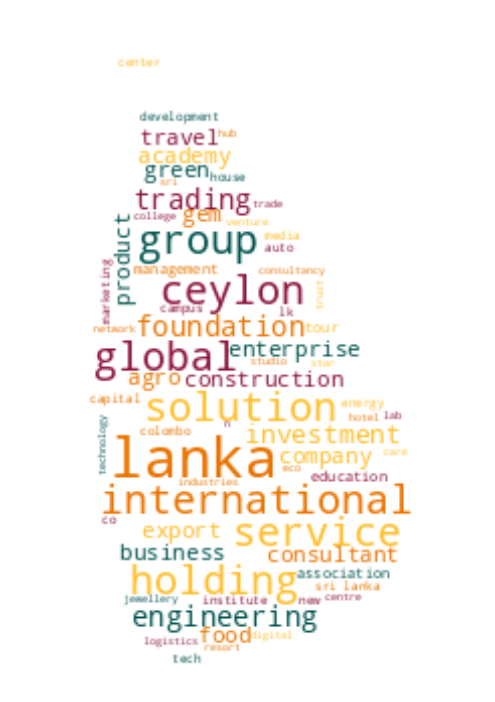 center
development
travel hub
academy
green house
sri
trading trade
college gem venture
product group media
auto
marketing management consultancy
ceylon trust
campus lk
network foundation tour
global enterprise
studio star
agro construction
capital solution energy
hotel lab
technology colombo n investment
lanka company care
eco
industries education
international
co
export service
business consultant
holding association
sri lanka
jewellery institute new centre
engineering
logistics food digital
resort
tech